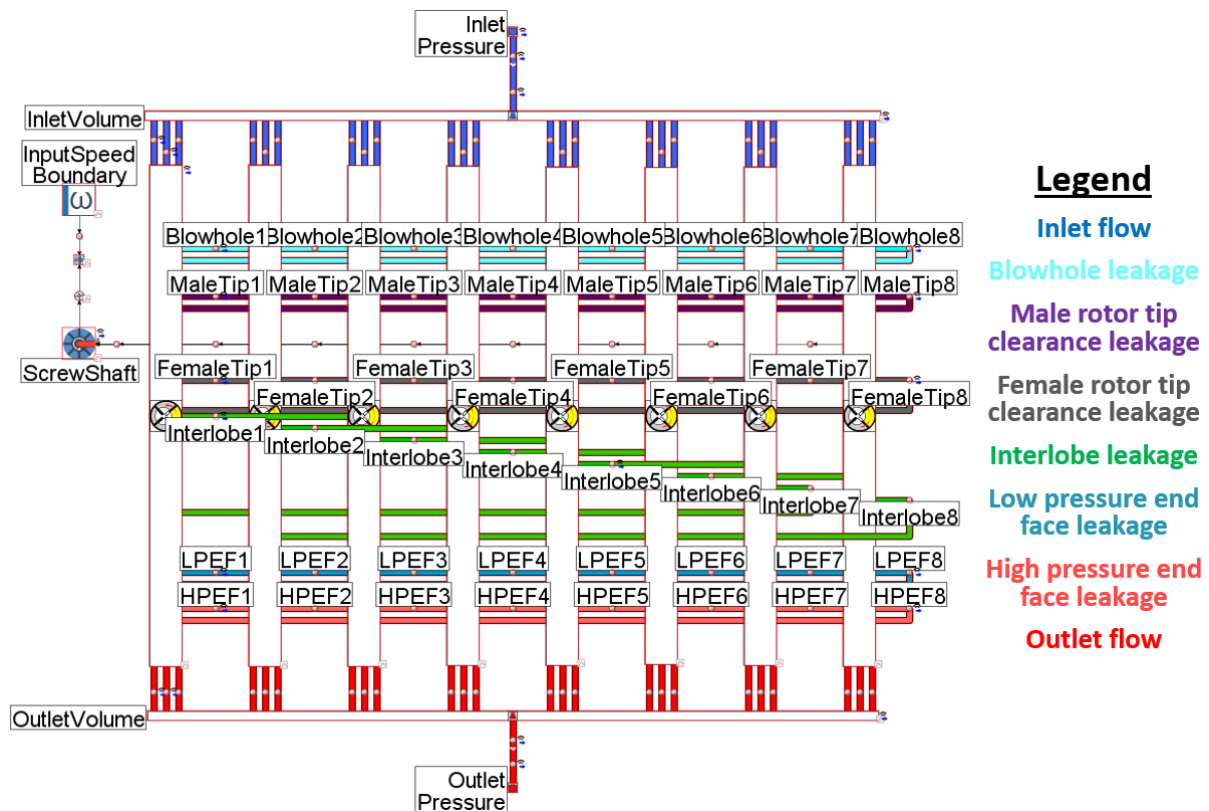 Inlet
Pressure
InletVolume
InputSpeed
Boundary
ω
ScrewShaft
Blowhole1
Blowhole2
Blowhole3
Blowhole4
Blowhole5
Blowhole6
Blowhole7
Blowhole8
MaleTip1
MaleTip2
MaleTip3
MaleTip4
MaleTip5
MaleTip6
MaleTip7
MaleTip8
FemaleTip1
FemaleTip3
FemaleTip5
FemaleTip7
FemaleTip2
FemaleTip4
FemaleTip6
FemaleTip8
Interlobe1
Interlobe2
Interlobe3
Interlobe4
Interlobe5
Interlobe6
Interlobe7
Interlobe8
LPEF1
LPEF2
LPEF3
LPEF4
LPEF5
LPEF6
LPEF7
LPEF8
HPEF1
HPEF2
HPEF3
HPEF4
HPEF5
HPEF6
HPEF7
HPEF8
OutletVolume
Outlet
Pressure
Legend
Inlet flow
Blowhole leakage
Male rotor tip
clearance leakage
Female rotor tip
clearance leakage
Interlobe leakage
Low pressure end
face leakage
High pressure end
face leakage
Outlet flow